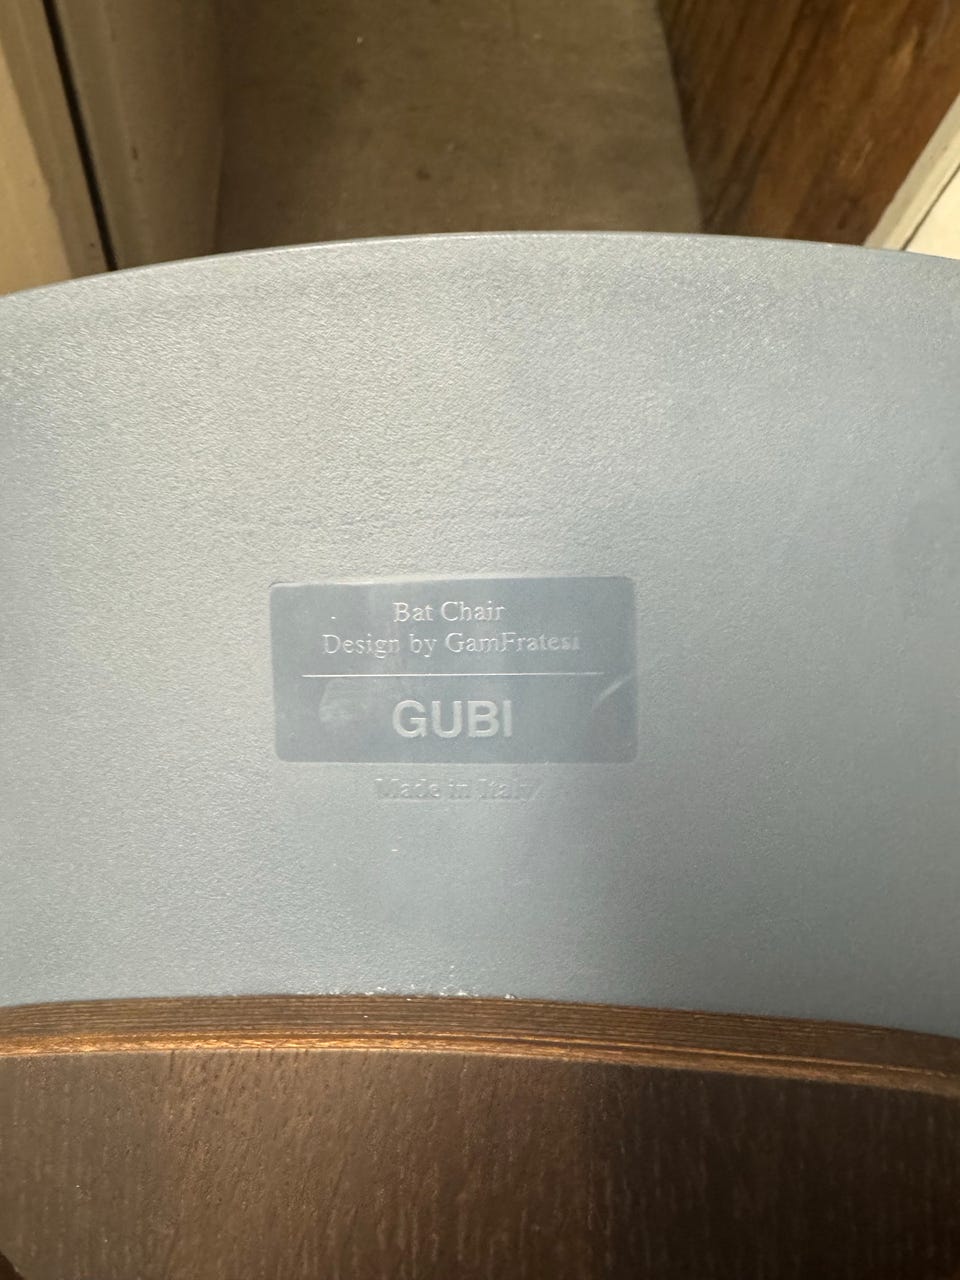 Bat Chair
Design by GamFratesi
GUBI
Made in Italy